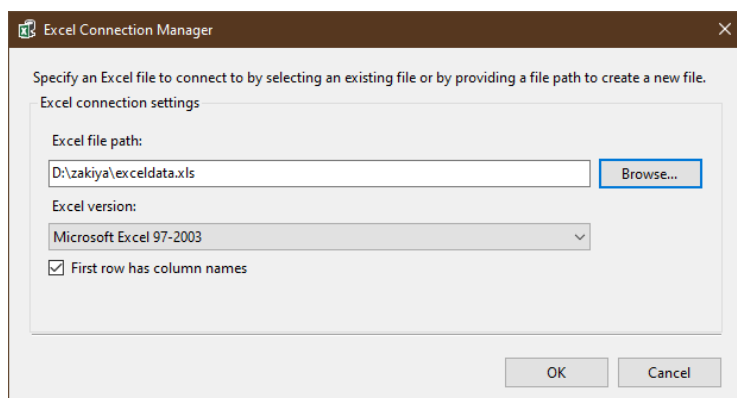 Excel Connection Manager
Specify an Excel file to connect to by selecting an existing file or by providing a file path to create a new file.
Excel connection settings
Excel file path:
D:\zakiya\exceldata.xls
Browse...
Excel version:
Microsoft Excel 97-2003
First row has column names
OK
Cancel